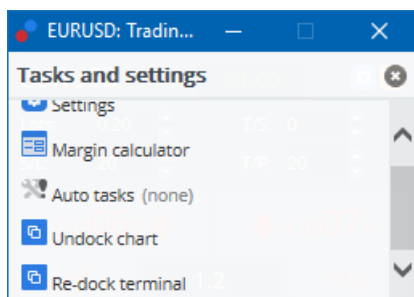 EURUSD: Tradin...
Tasks and settings
Settings
Margin calculator
Auto tasks (none)
Undock chart
Re-dock terminal